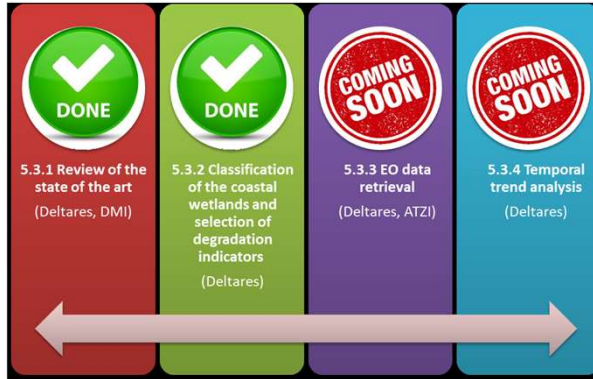 DONE
5.3.1 Review of the
state of the art
(Deltares, DMI)
DONE
5.3.2 Classification
of the coastal
wetlands and
selection of
degradation
indicators
(Deltares)
COMING
SOON
5.3.3 EO data
retrieval
(Deltares, ATZI)
COMING
SOON
5.3.4 Temporal
trend analysis
(Deltares)